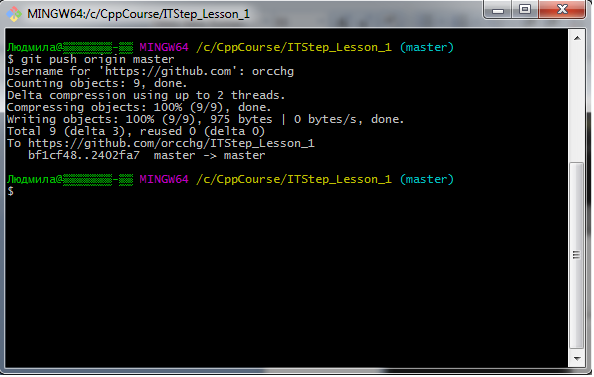 MINGW64:/c/CppCourse/ITStep_Lesson_1
Людмила@▒▒▒▒▒▒▒-▒▒ MINGW64 /c/CppCourse/ITStep_Lesson_1 (master)
$ git push origin master
Username for 'https://github.com': orcchg
Counting objects: 9, done.
Delta compression using up to 2 threads.
Compressing objects: 100% (9/9), done.
Writing objects: 100% (9/9), 975 bytes | 0 bytes/s, done.
Total 9 (delta 3), reused 0 (delta 0)
To https://github.com/orcchg/ITStep_Lesson_1
   bf1cf48..2402fa7  master -> master
Людмила@▒▒▒▒▒▒▒-▒▒ MINGW64 /c/CppCourse/ITStep_Lesson_1 (master)
$